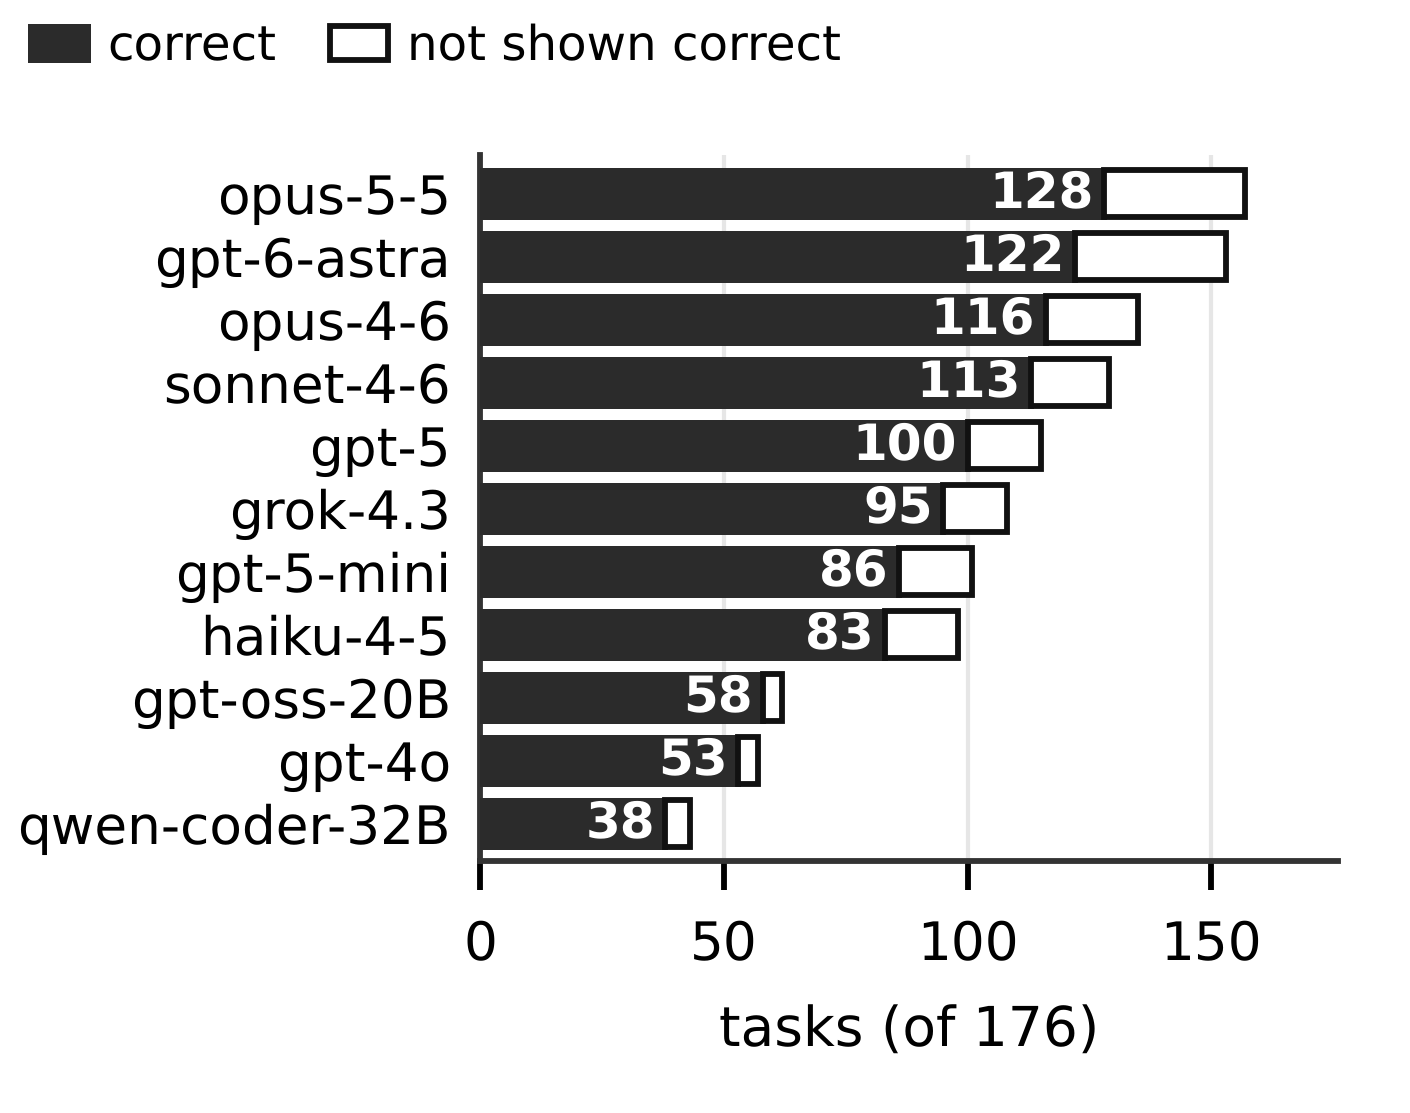 correct not shown correct
opus-5-5 128
gpt-6-astra 122
opus-4-6 116
sonnet-4-6 113
gpt-5 100
grok-4.3 95
gpt-5-mini 86
haiku-4-5 83
gpt-oss-20B 58
gpt-4o 53
qwen-coder-32B 38
0 50 100 150
tasks (of 176)